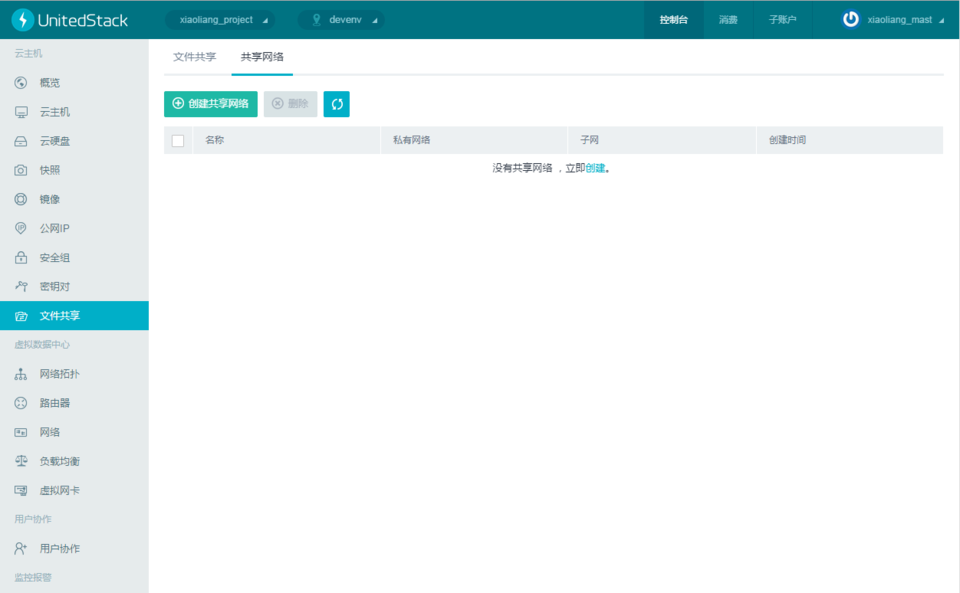 UnitedStack xiaoliang_project devenv 控制台 消费 子账户 xiaoliang_mast
云主机
概览
云主机
云硬盘
快照
镜像
公网IP
安全组
密钥对
文件共享
虚拟数据中心
网络拓扑
路由器
网络
负载均衡
虚拟网卡
用户协作
用户协作
监控报警
文件共享 共享网络
创建共享网络 删除
名称 私有网络 子网 创建时间
没有共享网络 ，立即创建。